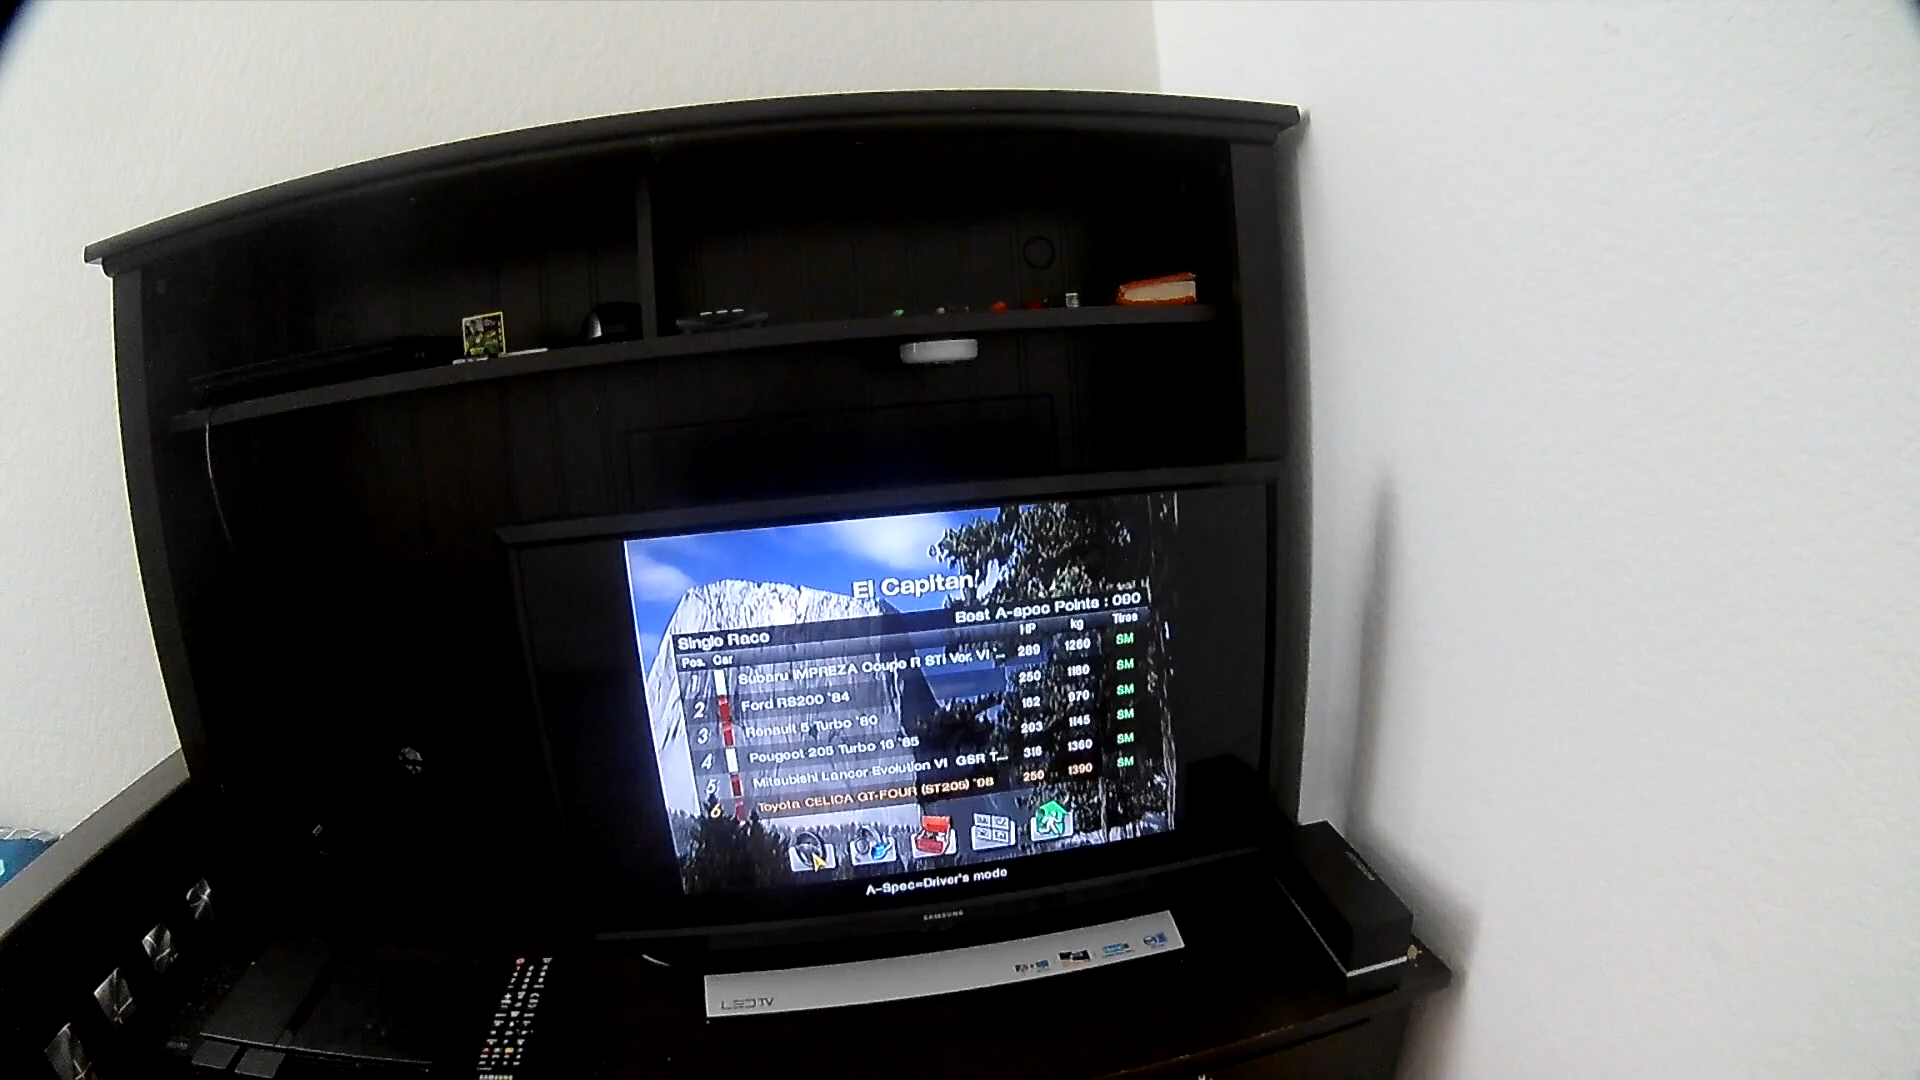 El Capitan
Best A-spec Points : 090
Single Race
HP kg Tires
Pos. Car
1 Subaru IMPREZA Coupe R STi Ver. VI '... 289 1260 SM
2 Ford RS200 '84 250 1180 SM
3 Renault 5 Turbo '80 162 970 SM
4 Peugeot 205 Turbo 16 '85 203 1145 SM
5 Mitsubishi Lancer Evolution VI GSR T... 316 1360 SM
6 Toyota CELICA GT-FOUR (ST205) '98 250 1390 SM
A-Spec=Driver's mode
SAMSUNG
LED TV
SAMSUNG